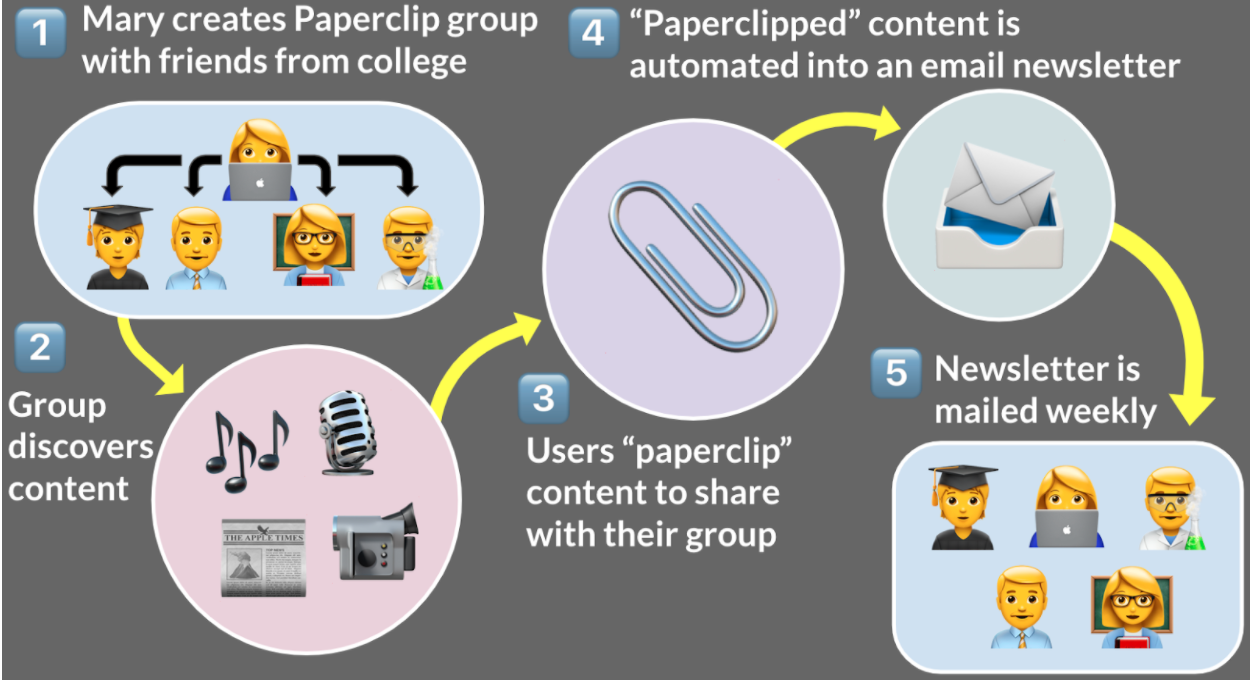 1
Mary creates Paperclip group
with friends from college
2
Group
discovers
content
THE APPLE TIMES
3
Users “paperclip”
content to share
with their group
4
“Paperclipped” content is
automated into an email newsletter
5
Newsletter is
mailed weekly